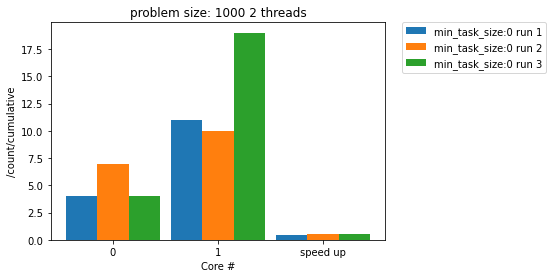 problem size: 1000 2 threads
min_task_size:0 run 1
min_task_size:0 run 2
min_task_size:0 run 3
/count/cumulative
17.5
15.0
12.5
10.0
7.5
5.0
2.5
0.0
0 1 speed up
Core #